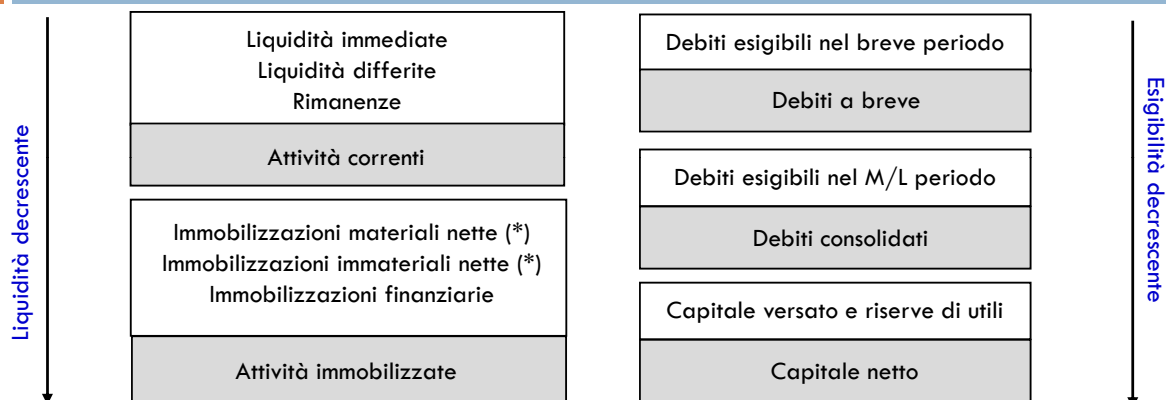 Liquidità decrescente
Liquidità immediate
Liquidità differite
Rimanenze
Attività correnti
Immobilizzazioni materiali nette (*)
Immobilizzazioni immateriali nette (*)
Immobilizzazioni finanziarie
Attività immobilizzate
Debiti esigibili nel breve periodo
Debiti a breve
Debiti esigibili nel M/L periodo
Debiti consolidati
Capitale versato e riserve di utili
Capitale netto
Esigibilità decrescente